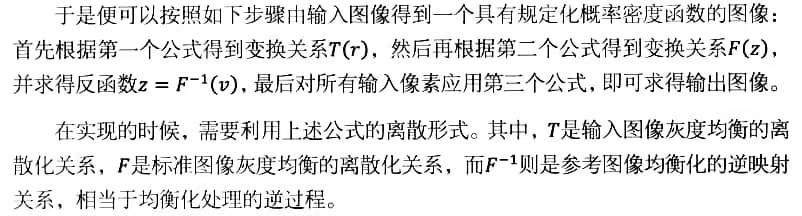 于是便可以按照如下步骤由输入图像得到一个具有规定化概率密度函数的图像：
首先根据第一个公式得到变换关系T(r)，然后再根据第二个公式得到变换关系F(z)，
并求得反函数z = F⁻¹(v)，最后对所有输入像素应用第三个公式，即可求得输出图像。
在实现的时候，需要利用上述公式的离散形式。其中，T是输入图像灰度均衡的离
散化关系，F是标准图像灰度均衡的离散化关系，而F⁻¹则是参考图像均衡化的逆映射
关系，相当于均衡化处理的逆过程。